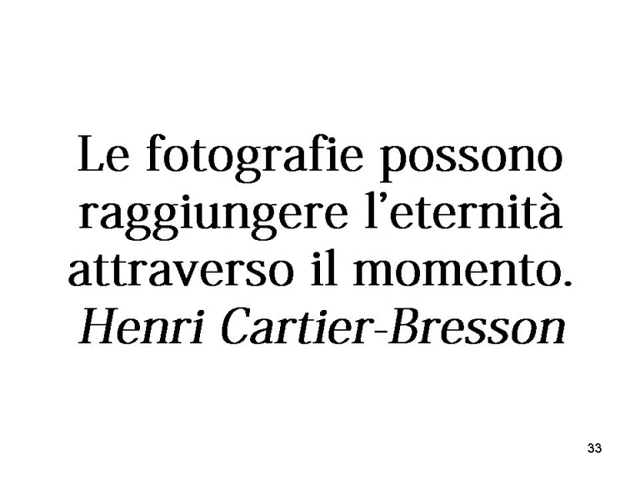 Le fotografie possono
raggiungere l’eternità
attraverso il momento.
Henri Cartier-Bresson
33